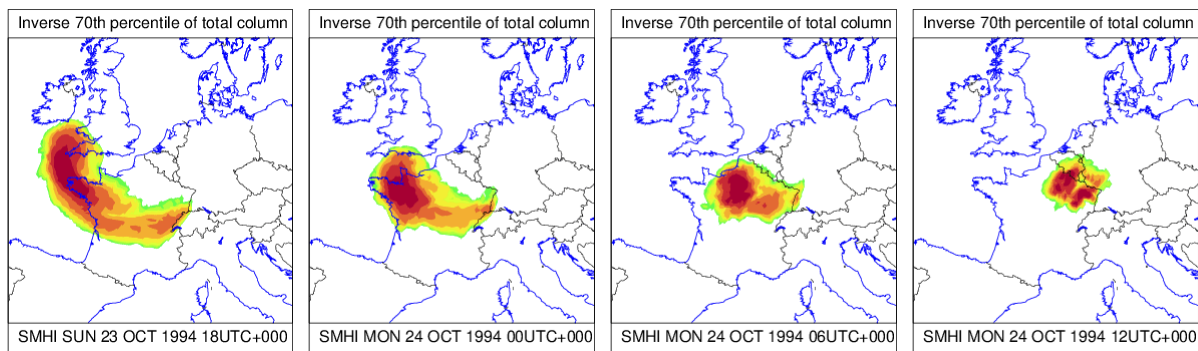 Inverse 70th percentile of total column
Inverse 70th percentile of total column
Inverse 70th percentile of total column
Inverse 70th percentile of total column
SMHI SUN 23 OCT 1994 18UTC+000
SMHI MON 24 OCT 1994 00UTC+000
SMHI MON 24 OCT 1994 06UTC+000
SMHI MON 24 OCT 1994 12UTC+000